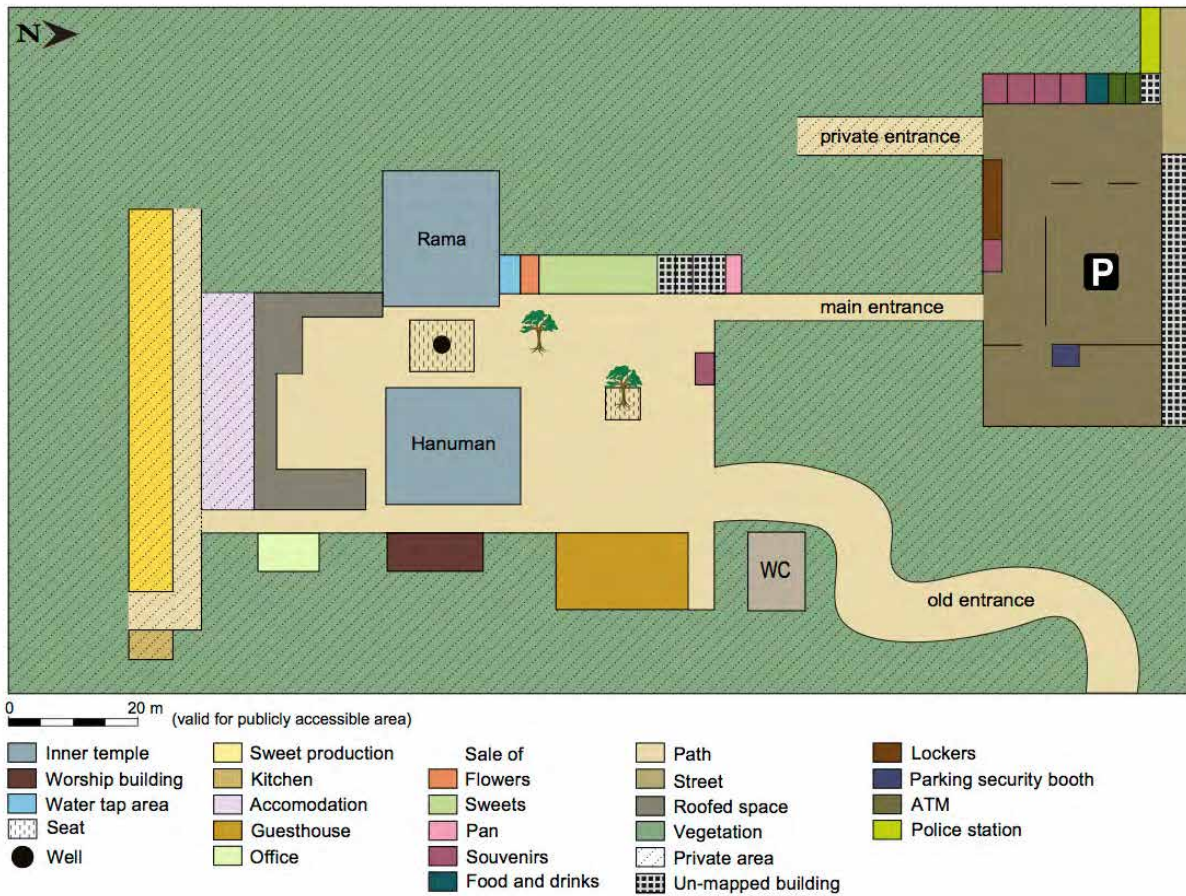 N
private entrance
Rama
P
main entrance
Hanuman
WC
old entrance
0 20 m (valid for publicly accessible area)
Inner temple
Worship building
Water tap area
Seat
Well
Sweet production
Kitchen
Accomodation
Guesthouse
Office
Sale of
Flowers
Sweets
Pan
Souvenirs
Food and drinks
Path
Street
Roofed space
Vegetation
Private area
Un-mapped building
Lockers
Parking security booth
ATM
Police station